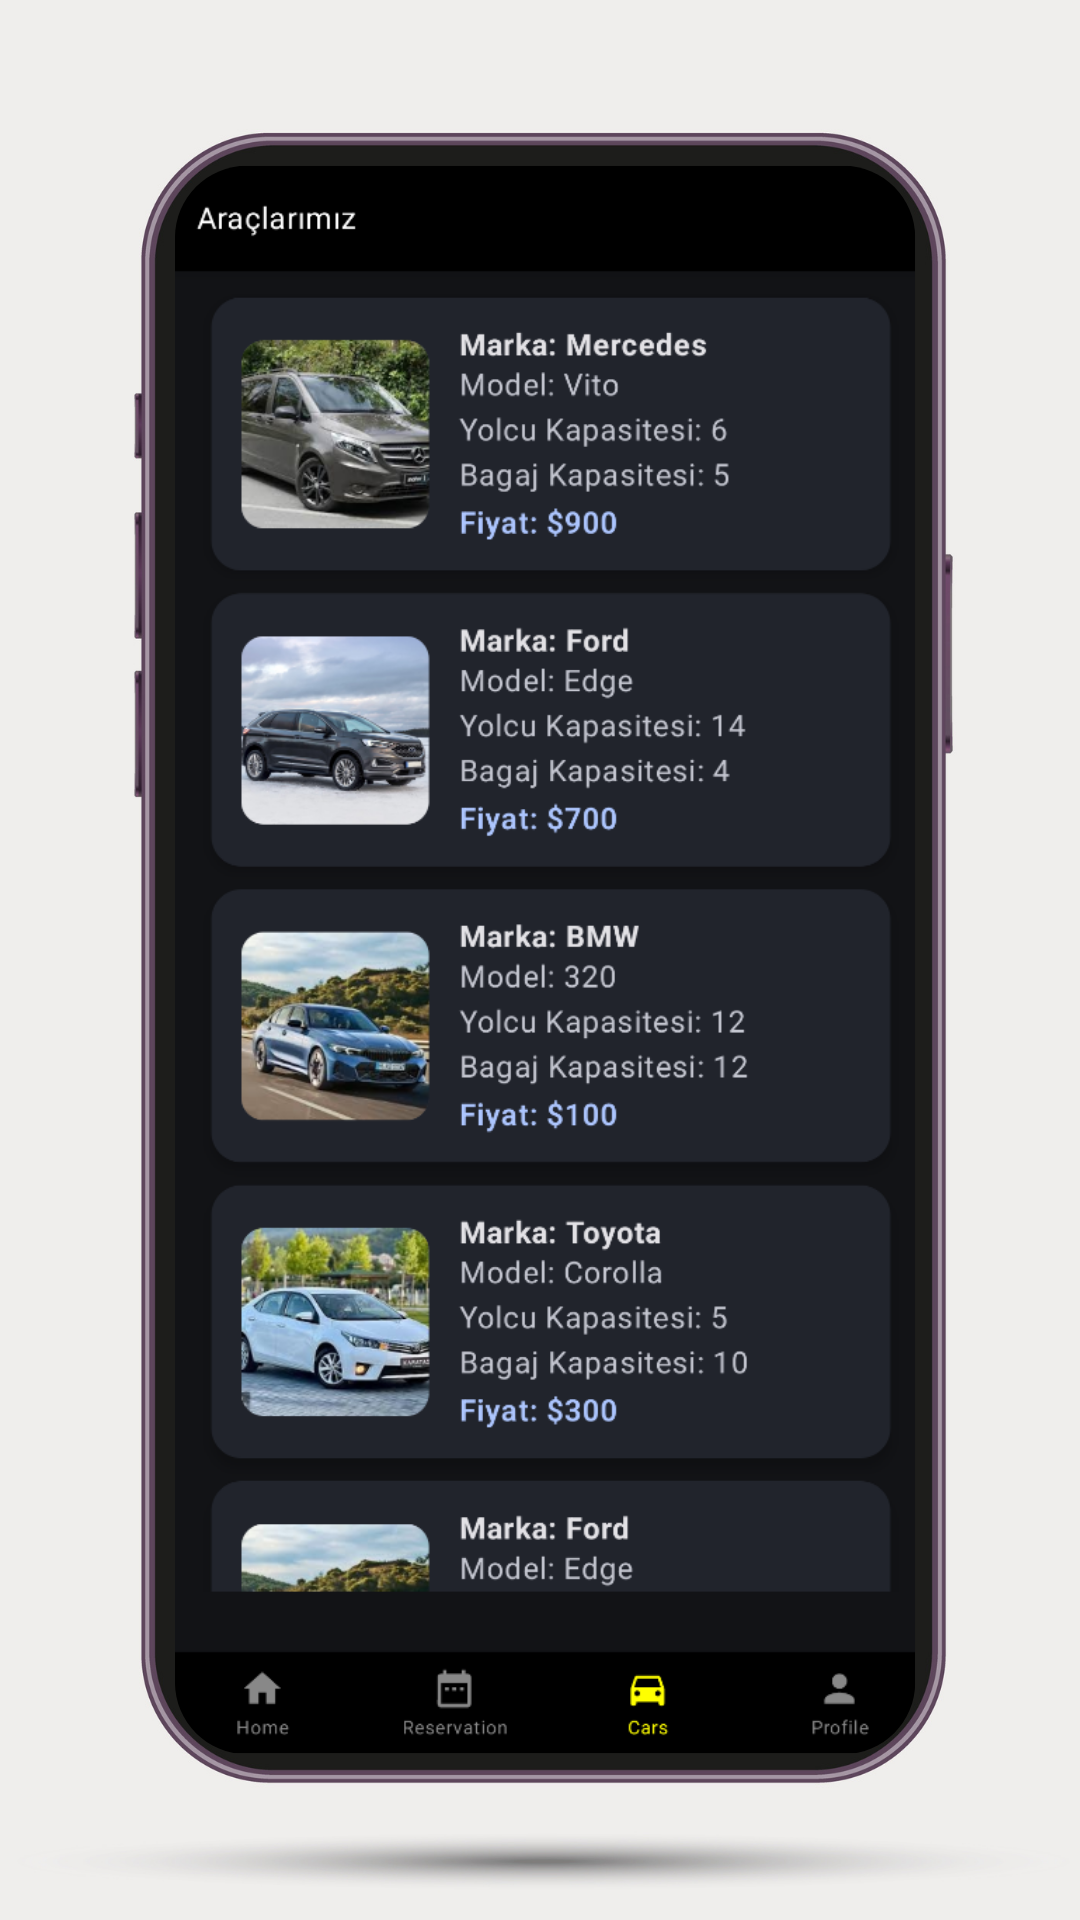 Araçlarımız
Marka: Mercedes
Model: Vito
Yolcu Kapasitesi: 6
Bagaj Kapasitesi: 5
Fiyat: $900
Marka: Ford
Model: Edge
Yolcu Kapasitesi: 14
Bagaj Kapasitesi: 4
Fiyat: $700
Marka: BMW
Model: 320
Yolcu Kapasitesi: 12
Bagaj Kapasitesi: 12
Fiyat: $100
Marka: Toyota
Model: Corolla
Yolcu Kapasitesi: 5
Bagaj Kapasitesi: 10
Fiyat: $300
Marka: Ford
Model: Edge
Home
Reservation
Cars
Profile